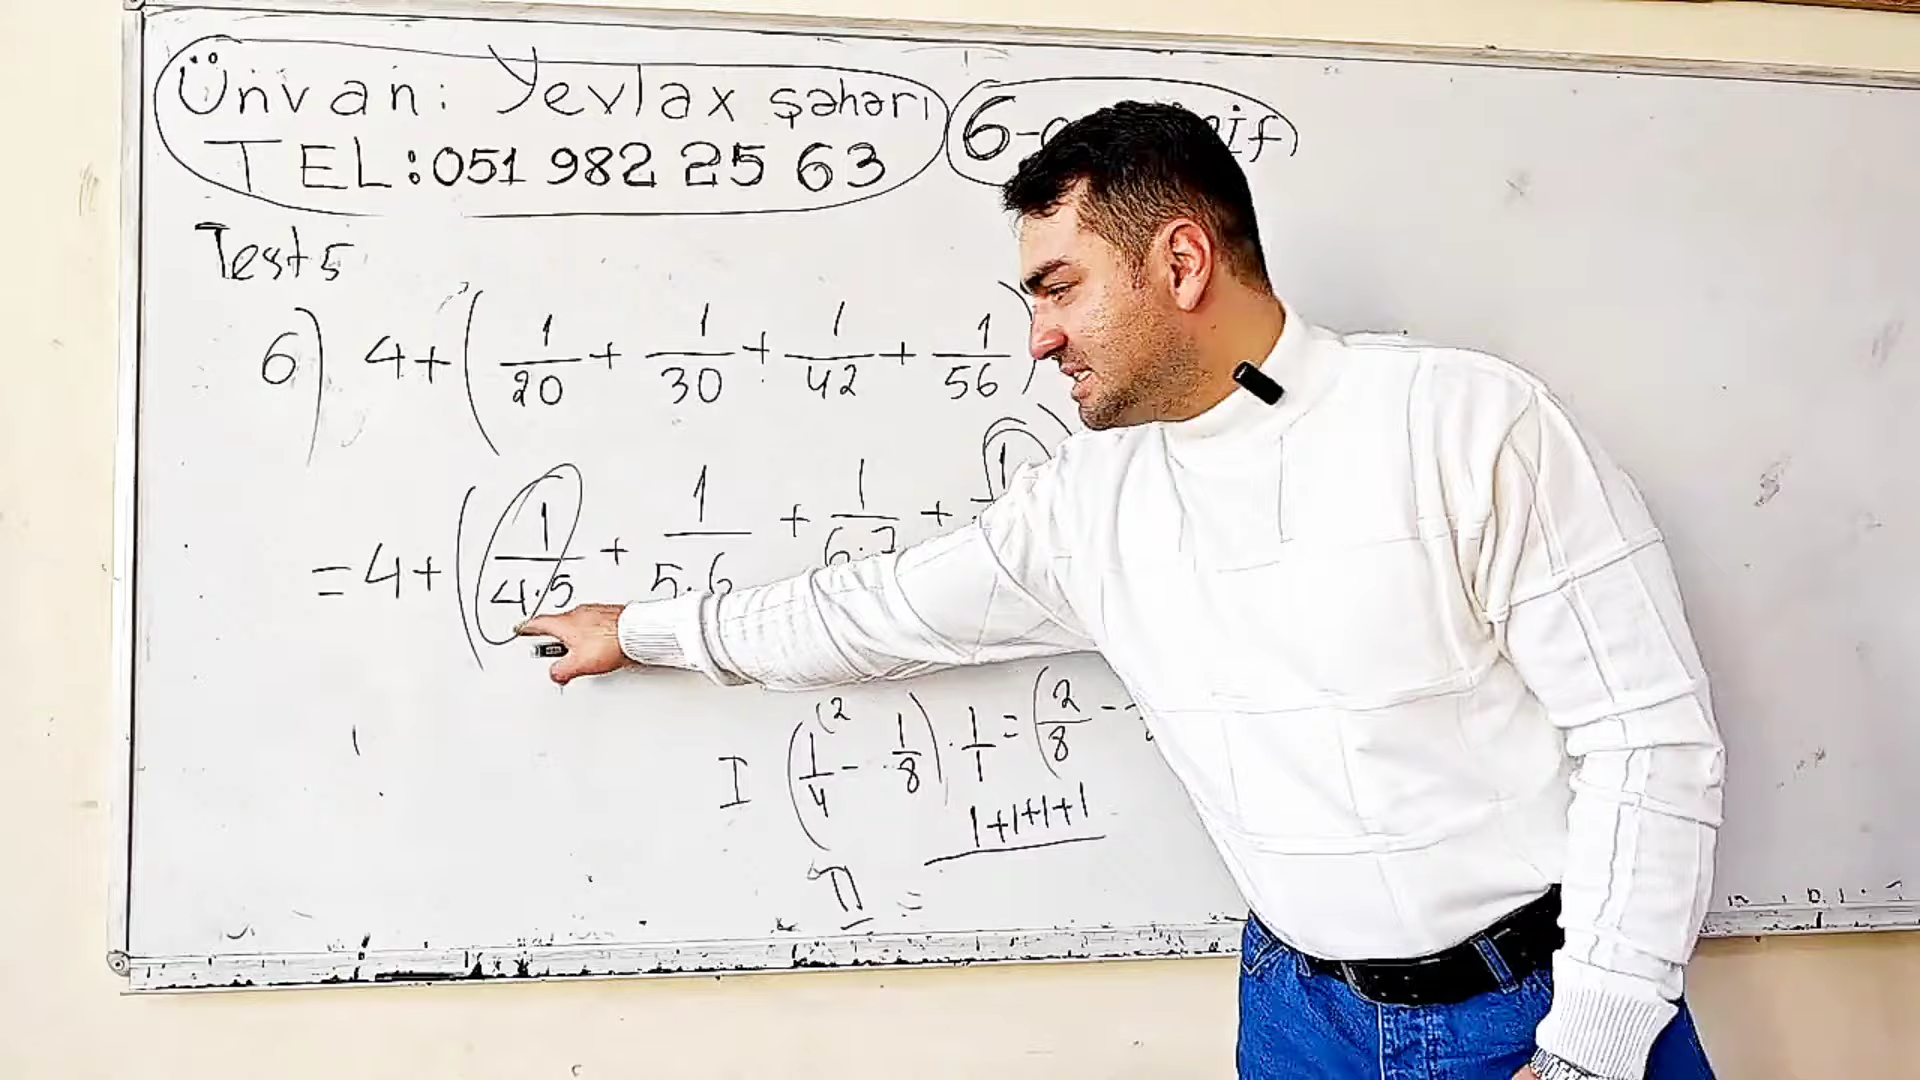 Ünvan: Yevlax şəhəri
TEL: 051 982 25 63
6-
Test 5
6) 4+(1/20 + 1/30 + 1/42 + 1/56)
=4+(1/4·5 + 1/5·6 + 1/6·7 + 1
I (1/4 - 1/8)·1/1=(2/8 -
1+1+1+1
II =